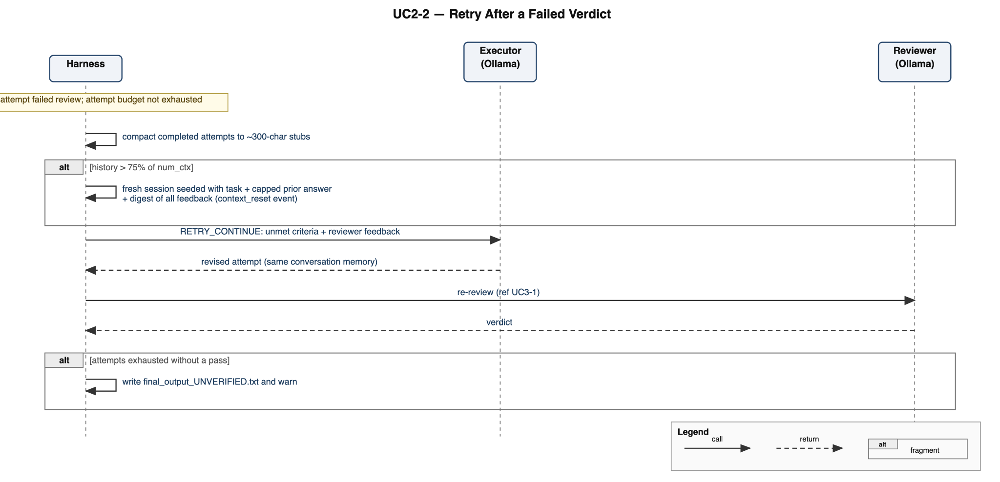 UC2-2 — Retry After a Failed Verdict
Harness
Executor
(Ollama)
Reviewer
(Ollama)
attempt failed review; attempt budget not exhausted
compact completed attempts to ~300-char stubs
alt
[history > 75% of num_ctx]
fresh session seeded with task + capped prior answer
+ digest of all feedback (context_reset event)
RETRY_CONTINUE: unmet criteria + reviewer feedback
revised attempt (same conversation memory)
re-review (ref UC3-1)
verdict
alt
[attempts exhausted without a pass]
write final_output_UNVERIFIED.txt and warn
Legend
call
return
alt
fragment